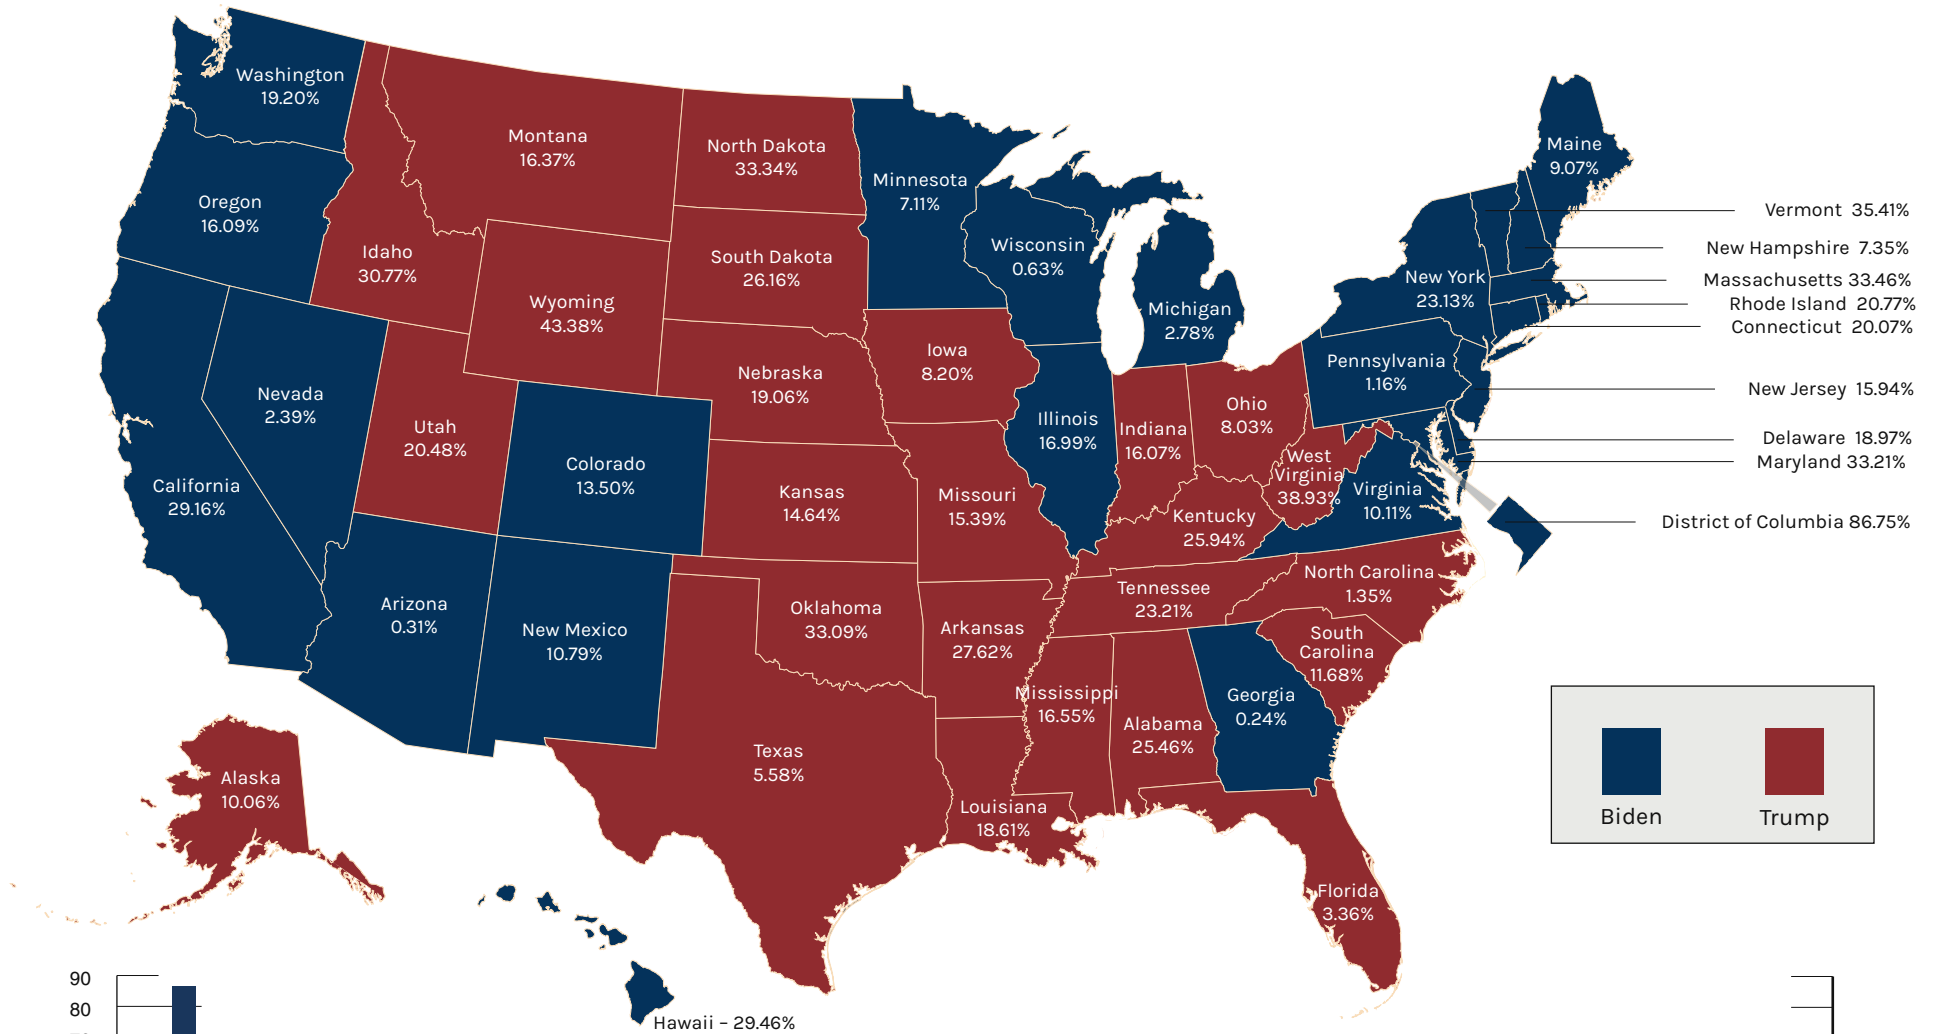 Washington
19.20%
Oregon
16.09%
California
29.16%
Nevada
2.39%
Idaho
30.77%
Montana
16.37%
Wyoming
43.38%
Utah
20.48%
Colorado
13.50%
Arizona
0.31%
New Mexico
10.79%
North Dakota
33.34%
South Dakota
26.16%
Nebraska
19.06%
Kansas
14.64%
Oklahoma
33.09%
Texas
5.58%
Minnesota
7.11%
Iowa
8.20%
Missouri
15.39%
Arkansas
27.62%
Louisiana
18.61%
Wisconsin
0.63%
Illinois
16.99%
Michigan
2.78%
Indiana
16.07%
Ohio
8.03%
Kentucky
25.94%
Tennessee
23.21%
Mississippi
16.55%
Alabama
25.46%
Georgia
0.24%
Florida
3.36%
South
Carolina
11.68%
North Carolina
1.35%
Virginia
10.11%
West
Virginia
38.93%
Pennsylvania
1.16%
New York
23.13%
Maine
9.07%
Vermont 35.41%
New Hampshire 7.35%
Massachusetts 33.46%
Rhode Island 20.77%
Connecticut 20.07%
New Jersey 15.94%
Delaware 18.97%
Maryland 33.21%
District of Columbia 86.75%
Alaska
10.06%
Hawaii – 29.46%
Biden
Trump
90
80